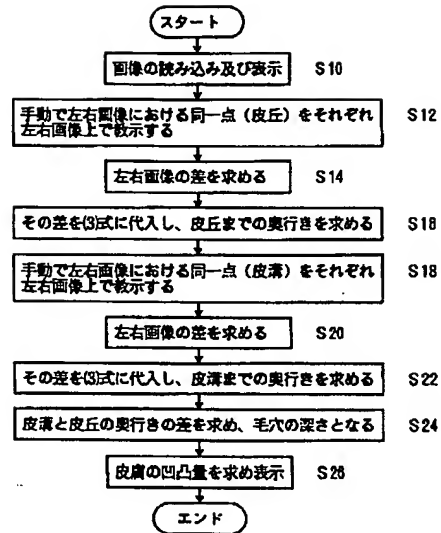 スタート
画像の読み込み及び表示 S10
手動で左右画像における同一点（皮丘）をそれぞれ S12
左右画像上で教示する
左右画像の差を求める S14
その差を(3)式に代入し、皮丘までの奥行きを求める S16
手動で左右画像における同一点（皮溝）をそれぞれ S18
左右画像上で教示する
左右画像の差を求める S20
その差を(3)式に代入し、皮溝までの奥行きを求める S22
皮溝と皮丘の奥行きの差を求め、毛穴の深さとなる S24
皮膚の凹凸量を求め表示 S26
エンド